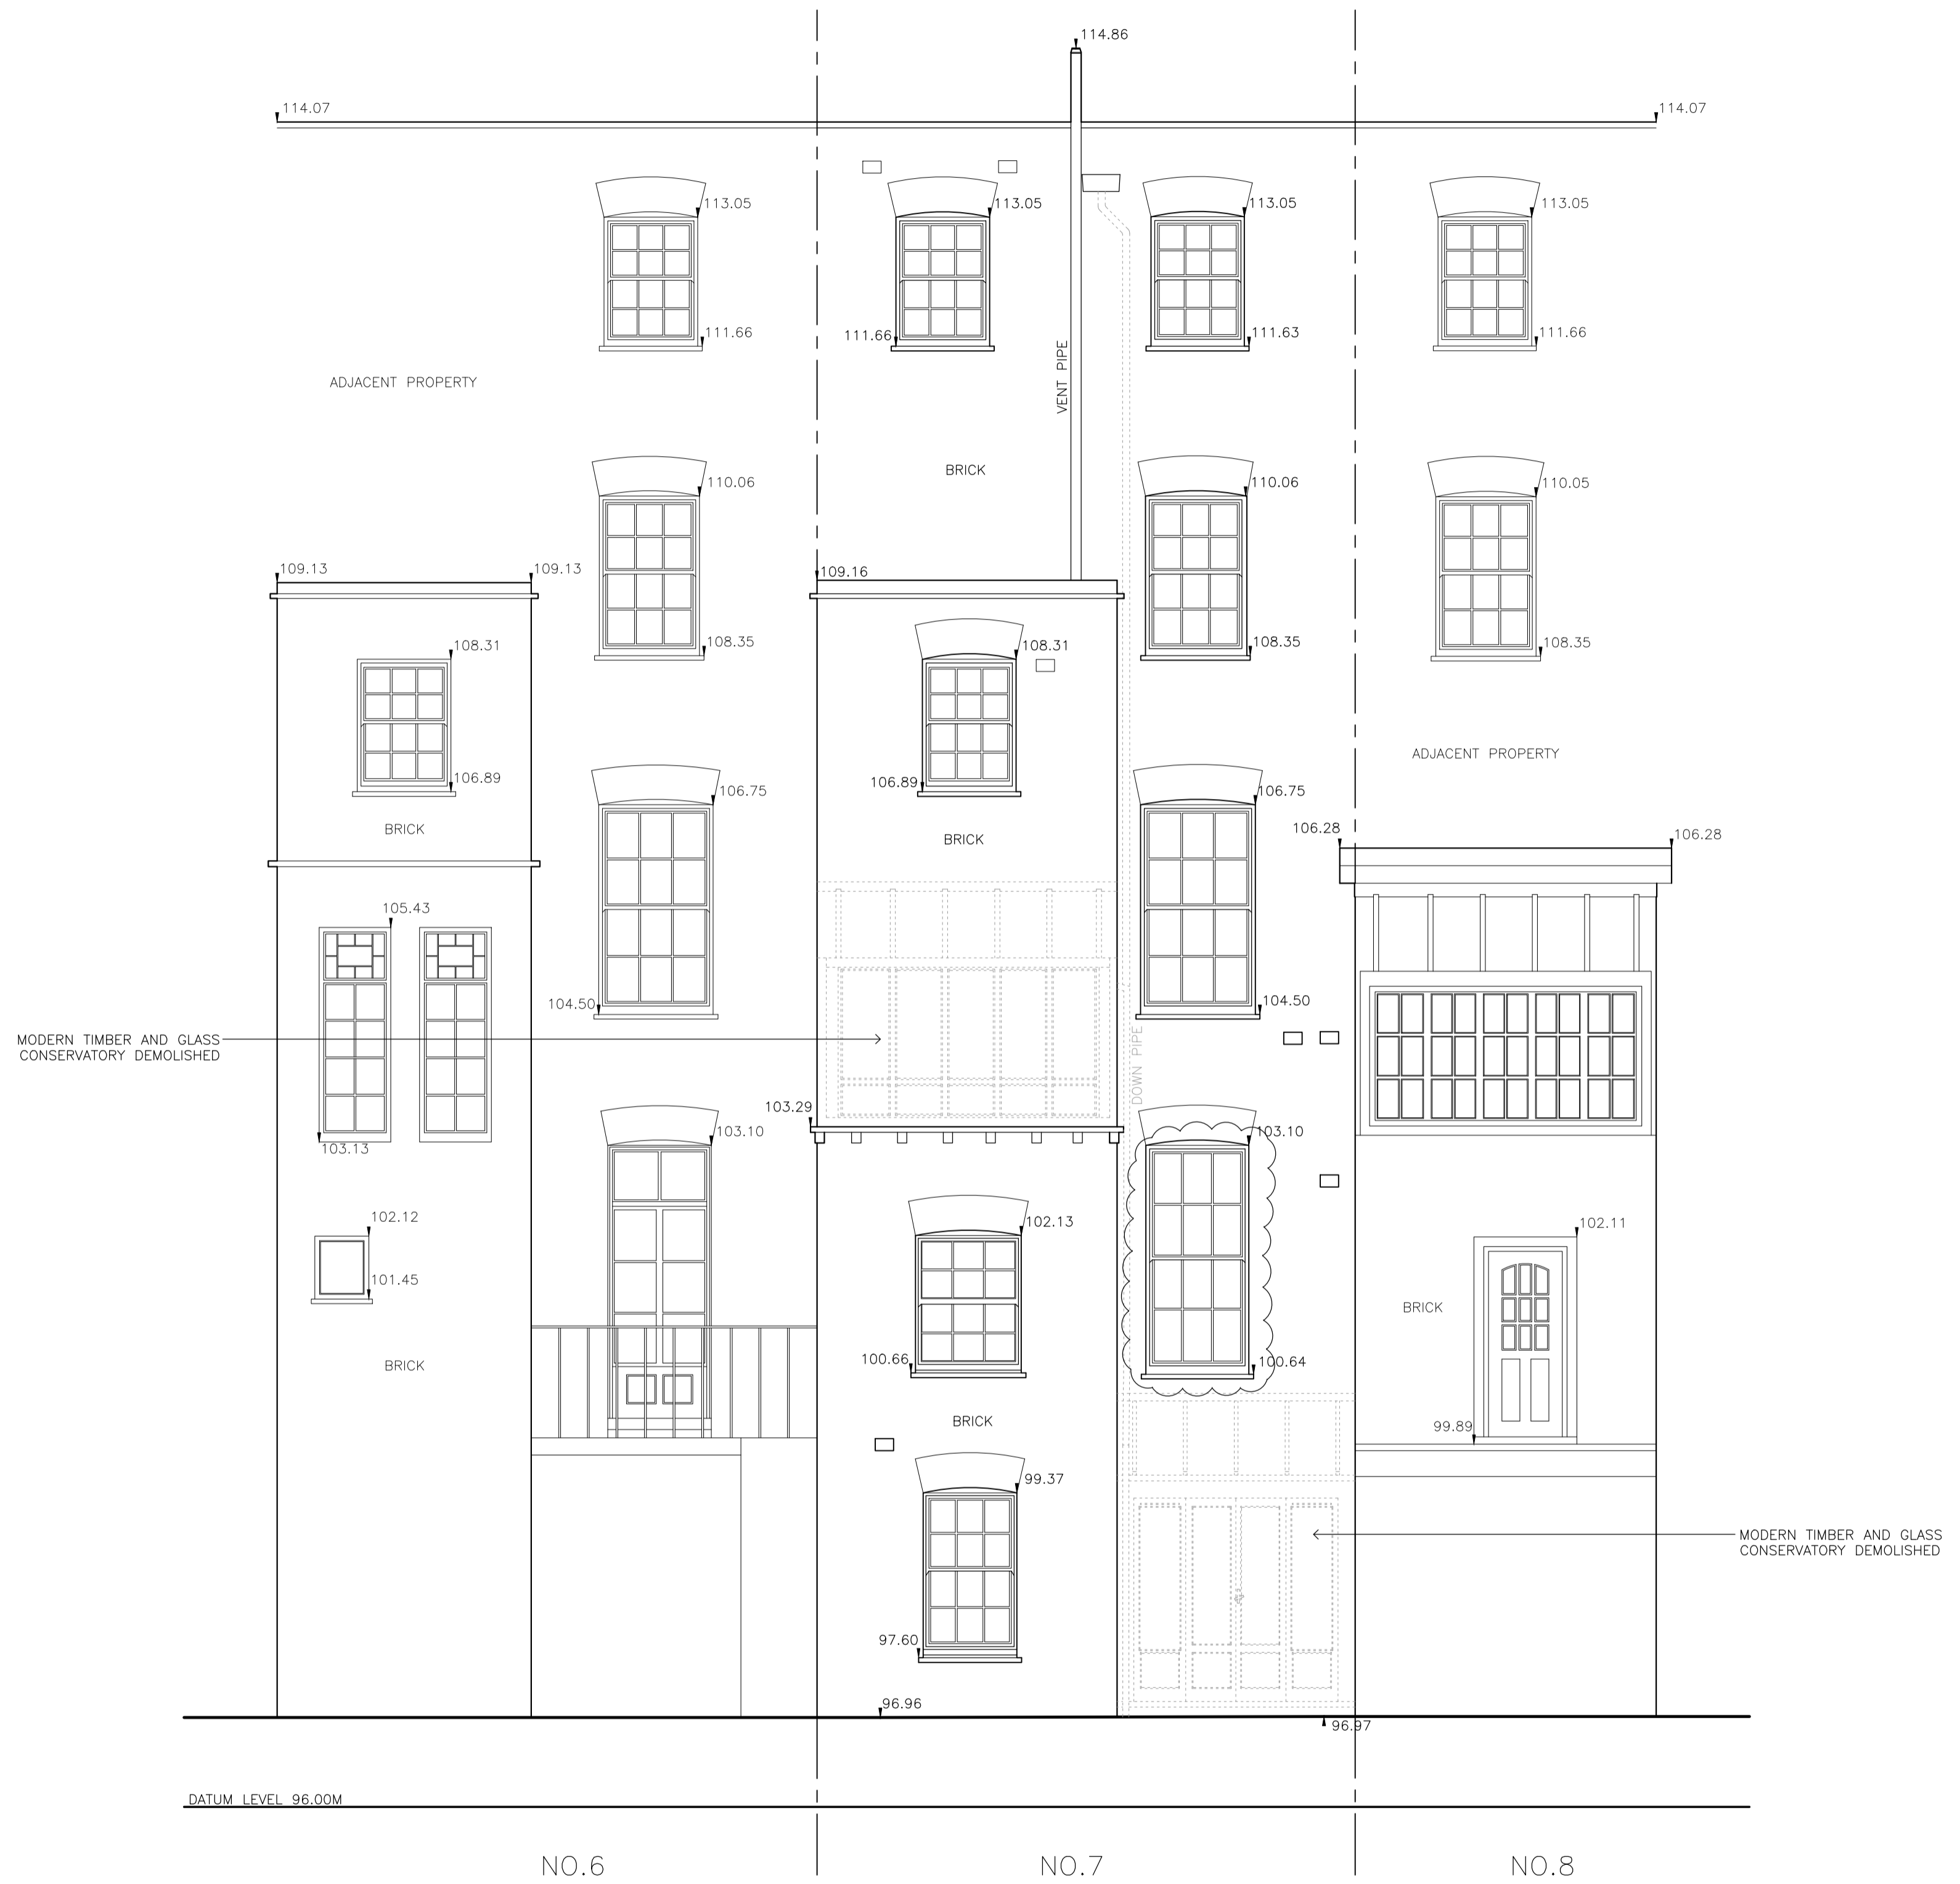 114.86
114.07
114.07
113.05
113.05
113.05
113.05
111.66
111.66
111.63
111.66
VENT PIPE
ADJACENT PROPERTY
BRICK
110.06
110.06
110.05
109.13
109.13
109.16
108.31
108.31
108.35
108.35
108.35
106.89
106.89
BRICK
BRICK
106.75
106.75
ADJACENT PROPERTY
106.28
106.28
105.43
104.50
104.50
MODERN TIMBER AND GLASS
CONSERVATORY DEMOLISHED
DOWN PIPE
103.29
103.13
103.10
103.10
102.12
102.13
102.11
101.45
BRICK
BRICK
100.66
100.64
BRICK
99.89
99.37
MODERN TIMBER AND GLASS
CONSERVATORY DEMOLISHED
97.60
96.96
96.97
DATUM LEVEL 96.00M
NO.6
NO.7
NO.8